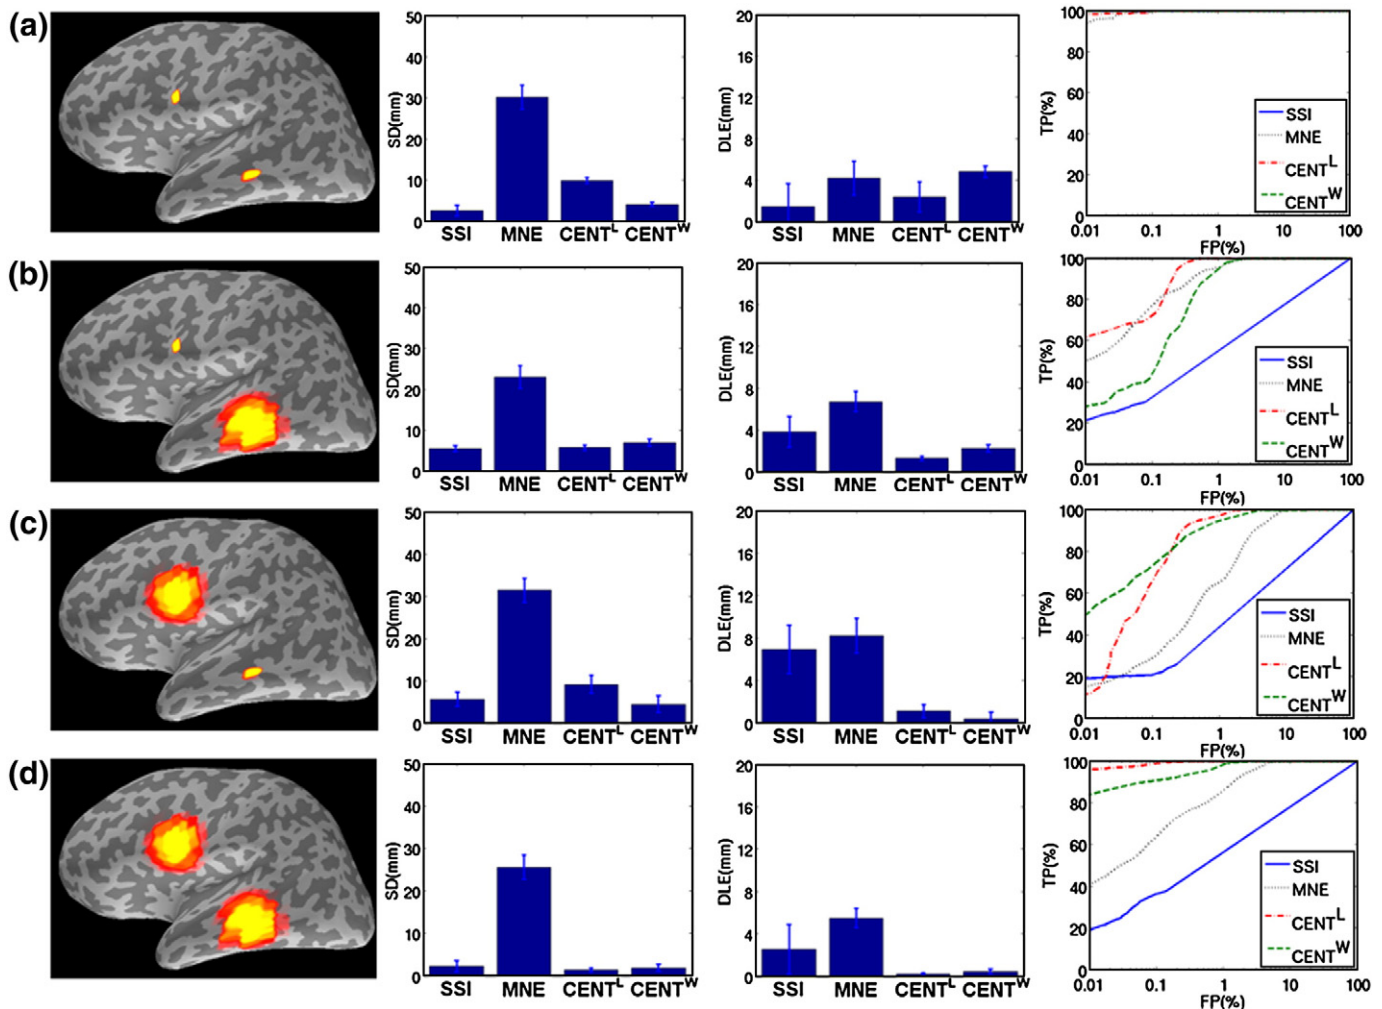 (a)
SD(mm)
50
40
30
20
10
0
SSI MNE CENT^L CENT^W
DLE(mm)
20
16
12
8
4
0
SSI MNE CENT^L CENT^W
TP(%)
100
80
60
40
20
0
0.01 0.1 1 10 100
FP(%)
SSI
MNE
CENT^L
CENT^W
(b)
SD(mm)
50
40
30
20
10
0
SSI MNE CENT^L CENT^W
DLE(mm)
20
16
12
8
4
0
SSI MNE CENT^L CENT^W
TP(%)
100
80
60
40
20
0
0.01 0.1 1 10 100
FP(%)
SSI
MNE
CENT^L
CENT^W
(c)
SD(mm)
50
40
30
20
10
0
SSI MNE CENT^L CENT^W
DLE(mm)
20
16
12
8
4
0
SSI MNE CENT^L CENT^W
TP(%)
100
80
60
40
20
0
0.01 0.1 1 10 100
FP(%)
SSI
MNE
CENT^L
CENT^W
(d)
SD(mm)
50
40
30
20
10
0
SSI MNE CENT^L CENT^W
DLE(mm)
20
16
12
8
4
0
SSI MNE CENT^L CENT^W
TP(%)
100
80
60
40
20
0
0.01 0.1 1 10 100
FP(%)
SSI
MNE
CENT^L
CENT^W